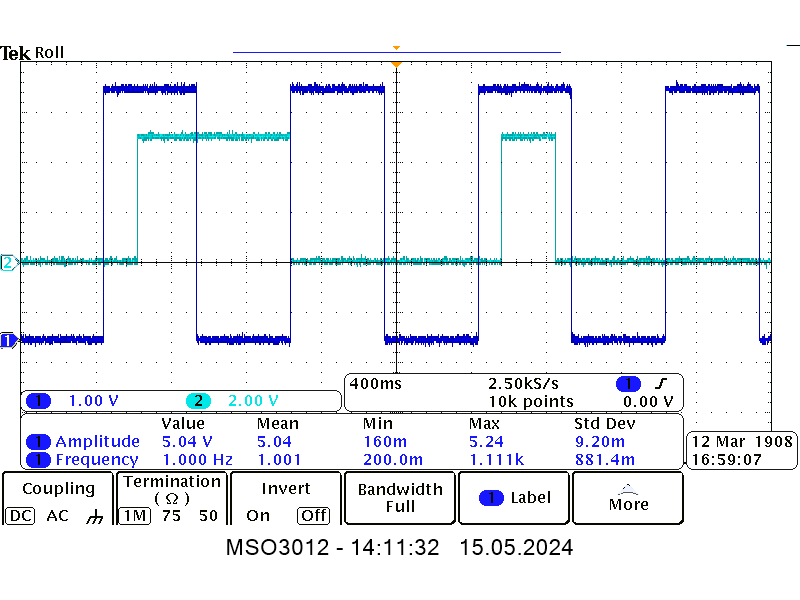 Tek Roll
2
1
400ms 2.50kS/s 1
10k points 0.00 V
1 1.00 V 2 2.00 V
Value Mean Min Max Std Dev
1 Amplitude 5.04 V 5.04 160m 5.24 9.20m
1 Frequency 1.000 Hz 1.001 200.0m 1.111k 881.4m
12 Mar 1908
16:59:07
Coupling
DC AC
Termination
(Ω)
1M 75 50
Invert
On Off
Bandwidth
Full
1 Label
More
MSO3012 - 14:11:32 15.05.2024